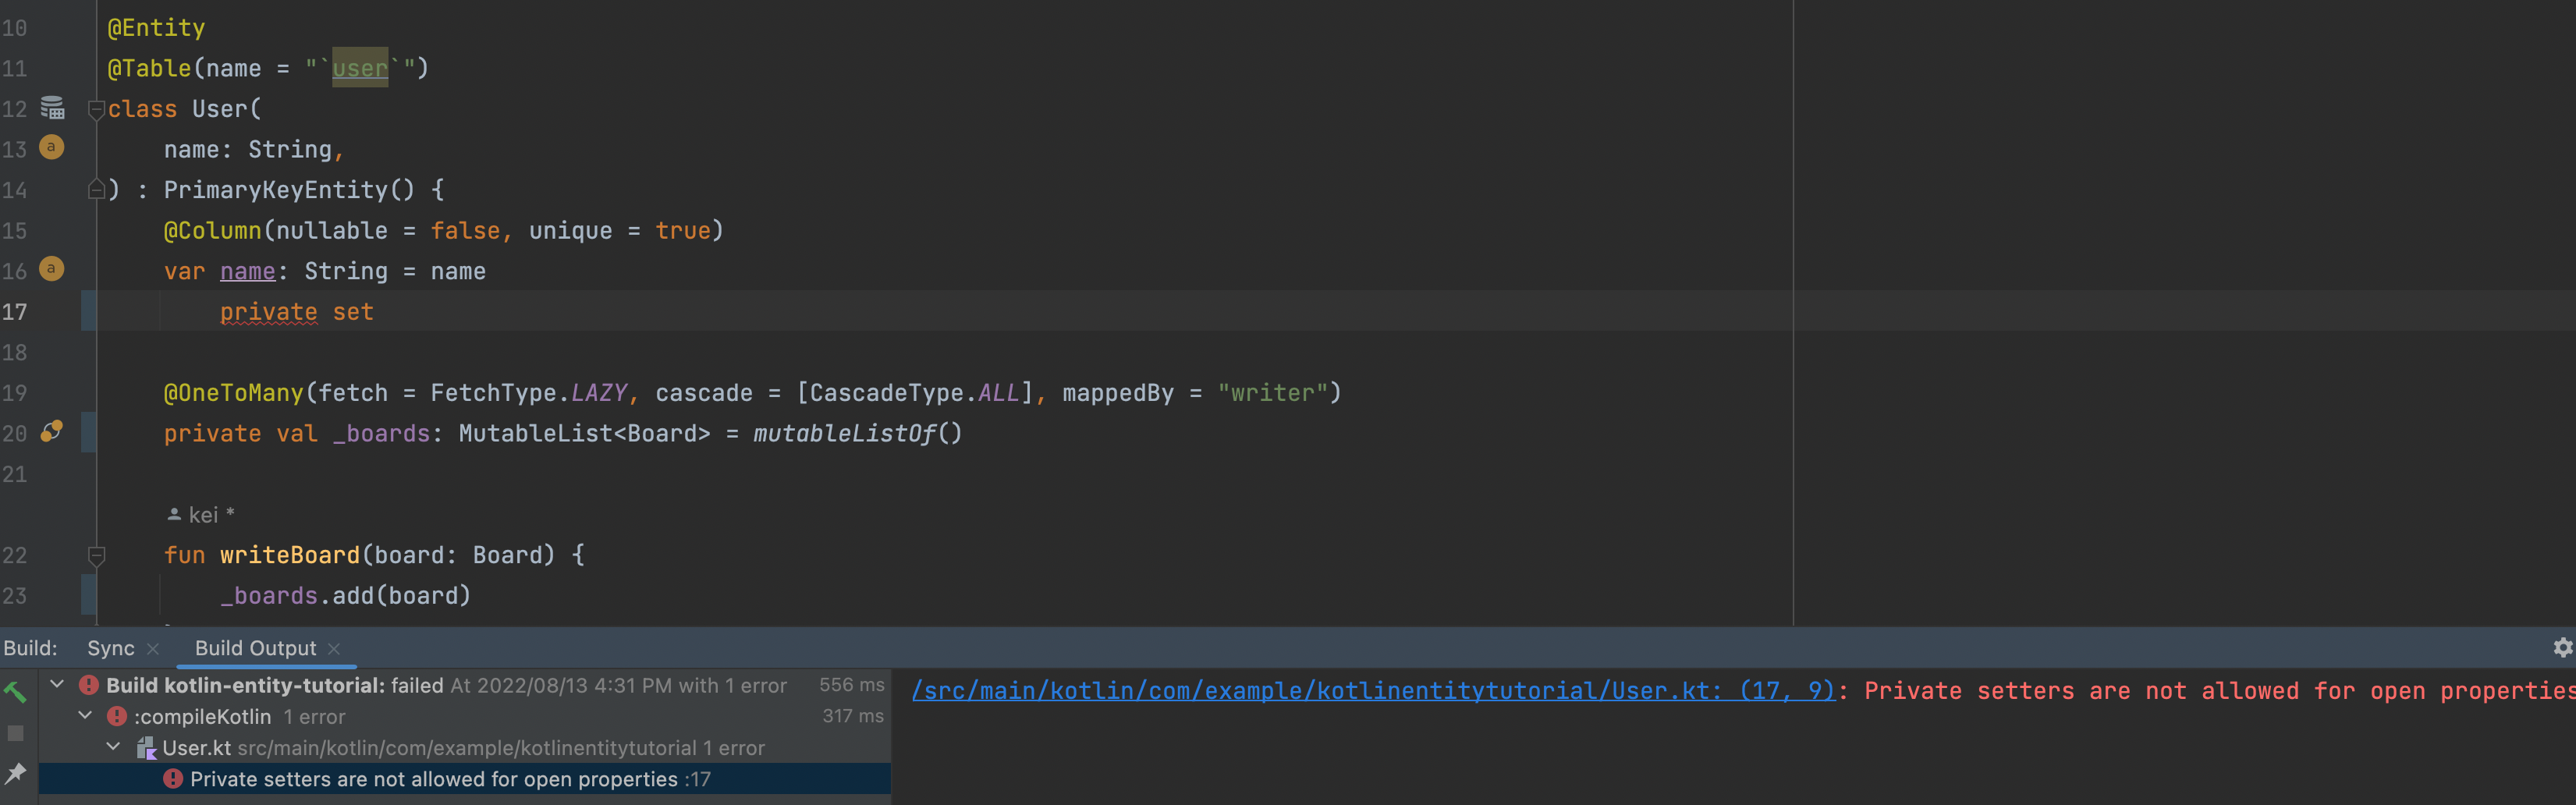 10 @Entity
11 @Table(name = "`user`")
12 class User(
13 name: String,
14 ) : PrimaryKeyEntity() {
15 @Column(nullable = false, unique = true)
16 var name: String = name
17 private set
18
19 @OneToMany(fetch = FetchType.LAZY, cascade = [CascadeType.ALL], mappedBy = "writer")
20 private val _boards: MutableList<Board> = mutableListOf()
21
kei *
22 fun writeBoard(board: Board) {
23 _boards.add(board)
Build: Sync Build Output
Build kotlin-entity-tutorial: failed At 2022/08/13 4:31 PM with 1 error 556 ms
:compileKotlin 1 error 317 ms
User.kt src/main/kotlin/com/example/kotlinentitytutorial 1 error
Private setters are not allowed for open properties :17
/src/main/kotlin/com/example/kotlinentitytutorial/User.kt: (17, 9): Private setters are not allowed for open properties